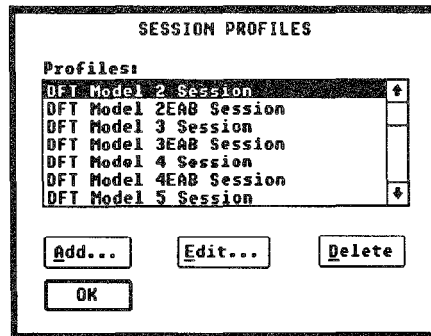 SESSION PROFILES
Profiles:
DFT Model 2 Session
DFT Model 2EAB Session
DFT Model 3 Session
DFT Model 3EAB Session
DFT Model 4 Session
DFT Model 4EAB Session
DFT Model 5 Session
Add... Edit... Delete
OK